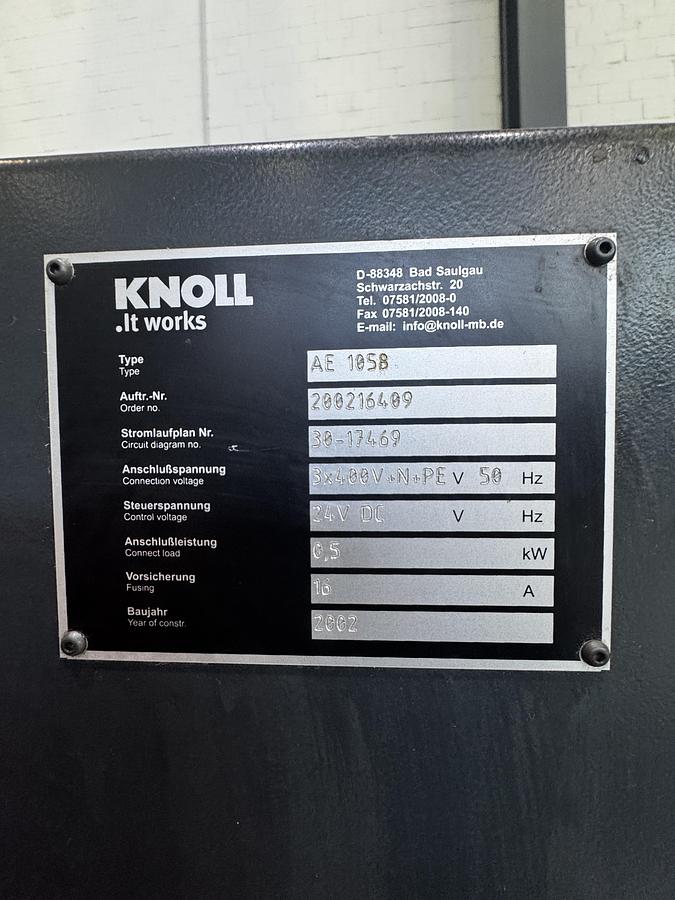 KNOLL
.It works
D-88348 Bad Saulgau
Schwarzachstr. 20
Tel. 07581/2008-0
Fax 07581/2008-140
E-mail: info@knoll-mb.de
Type AE 1058
Type
Auftr.-Nr. 200216409
Order no.
Stromlaufplan Nr. 30-17469
Circuit diagram no.
Anschlußspannung 3x400V+N+PE V 50 Hz
Connection voltage
Steuerspannung 24V DC V Hz
Control voltage
Anschlußleistung 0,5 kW
Connect load
Vorsicherung 16 A
Fusing
Baujahr 2002
Year of constr.